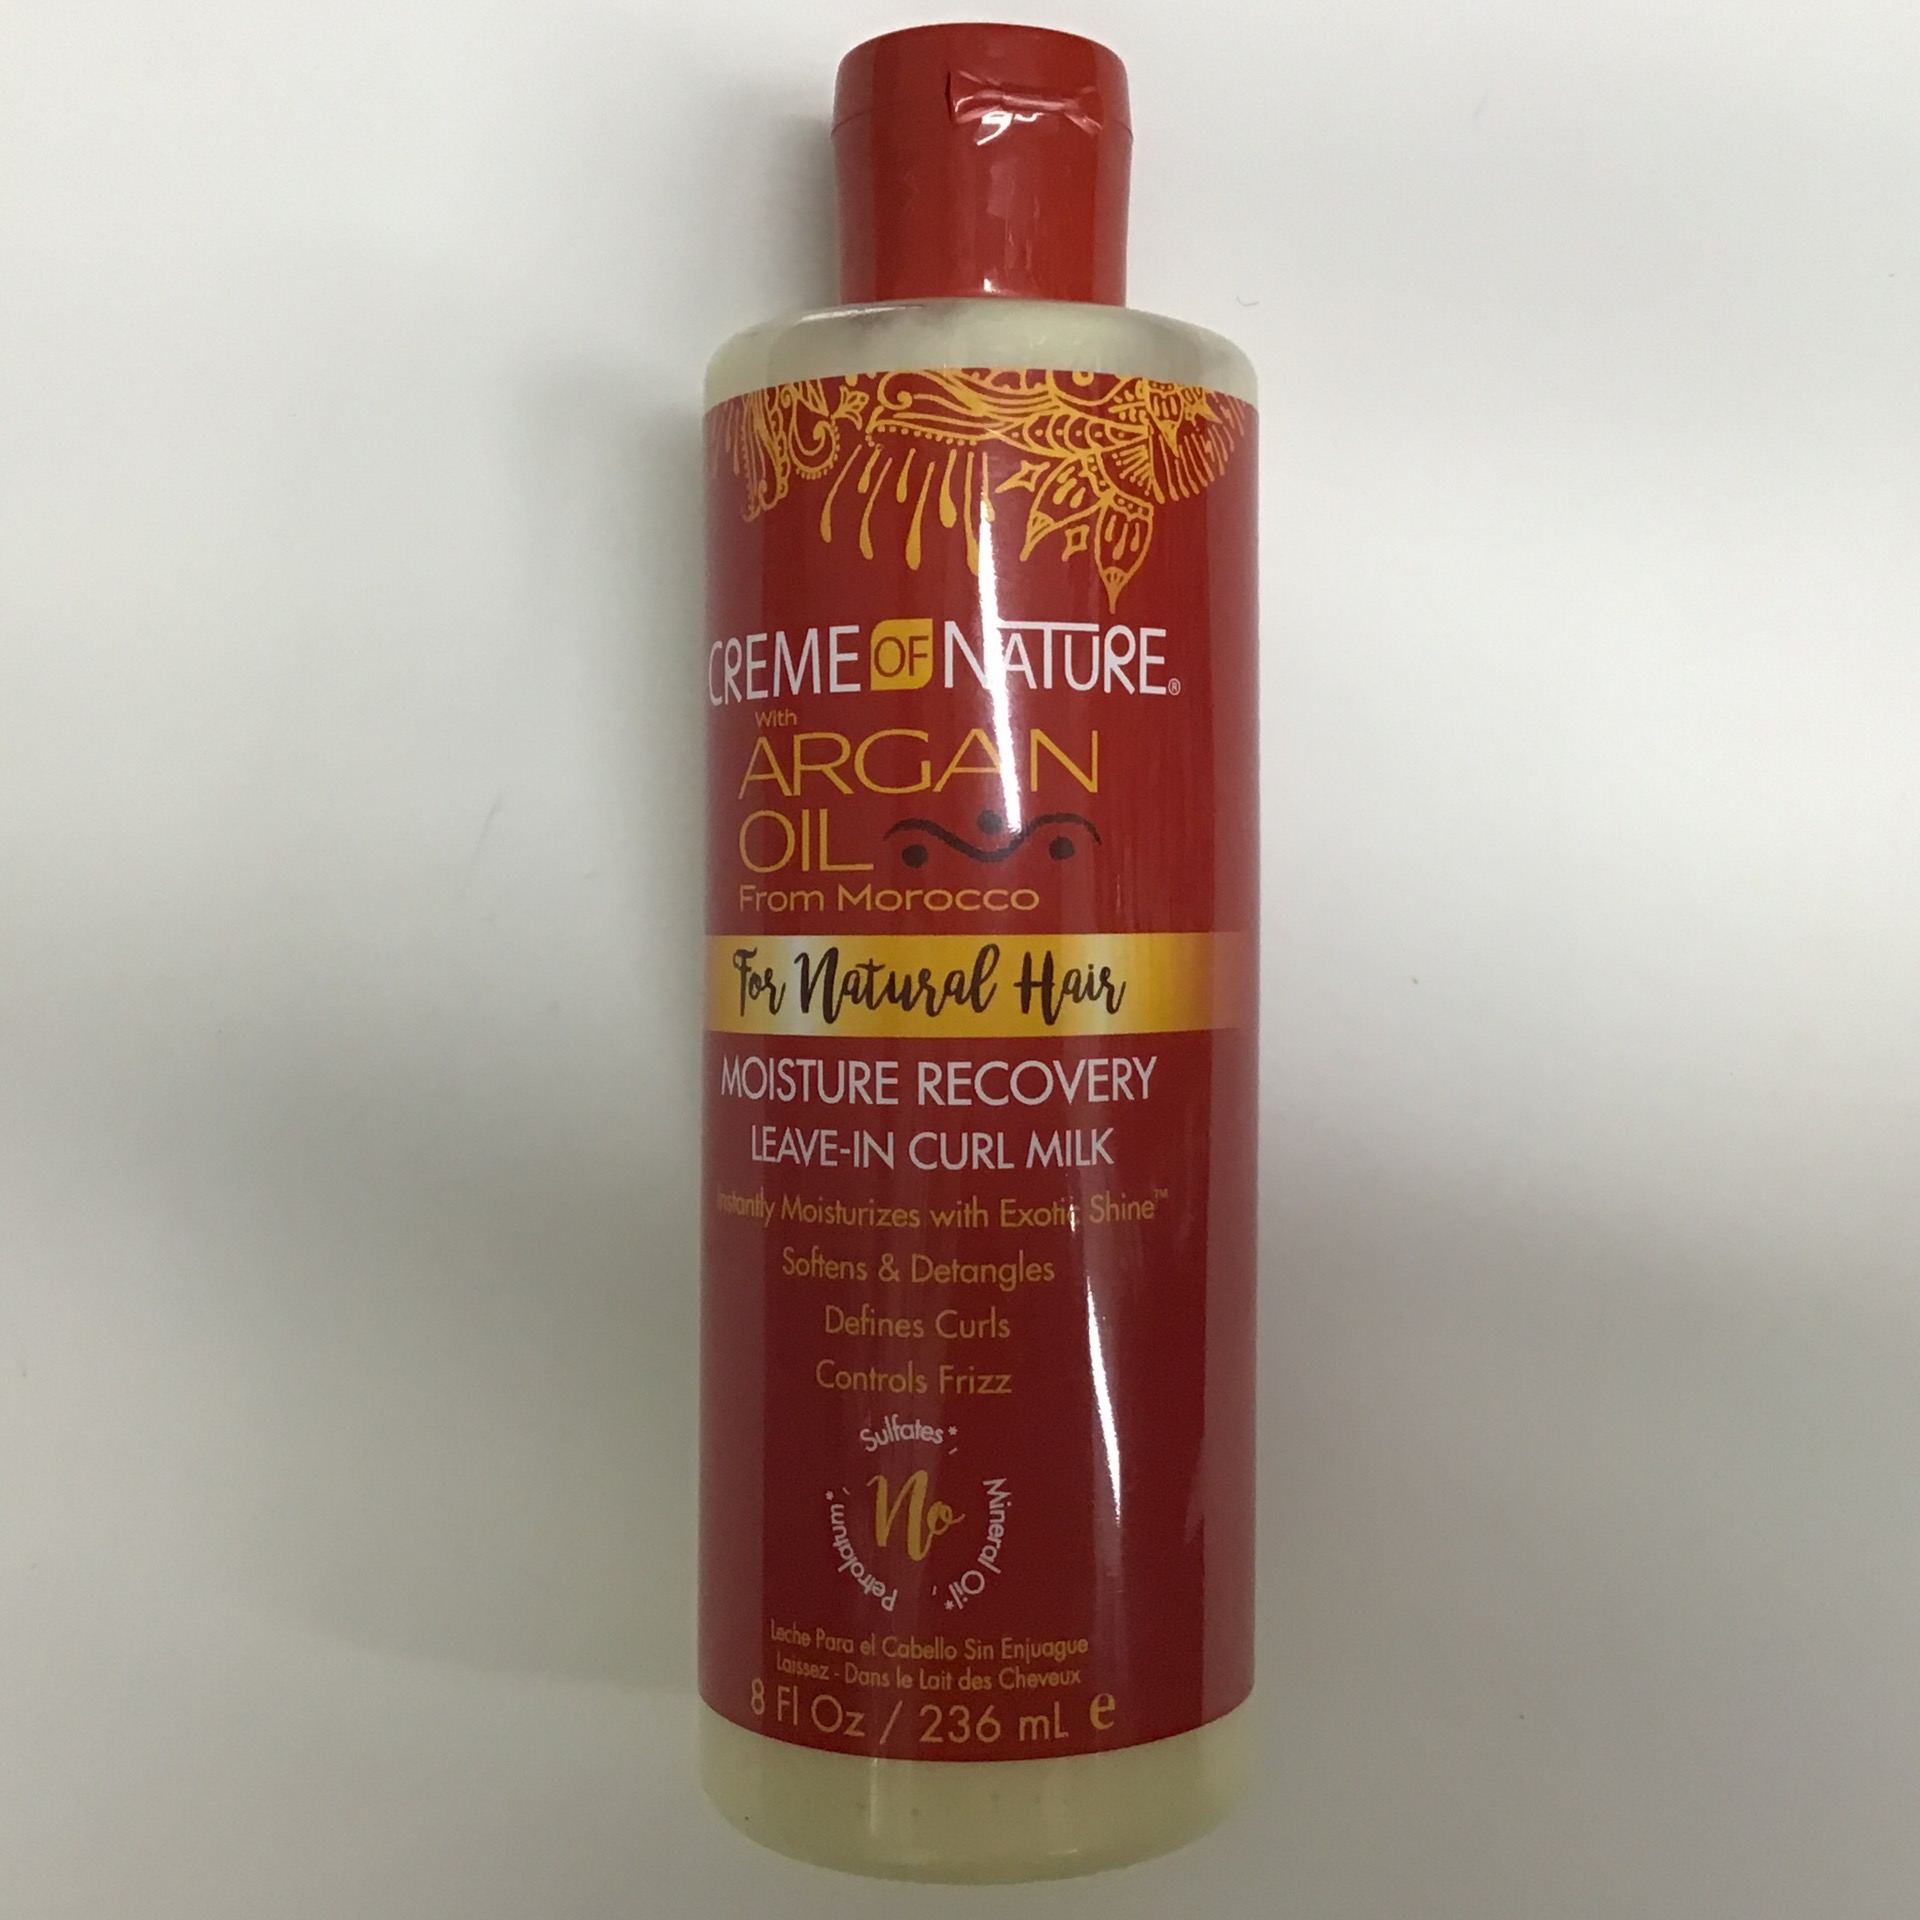 CREME OF NATURE®
With
ARGAN
OIL
From Morocco
For Natural Hair
MOISTURE RECOVERY
LEAVE-IN CURL MILK
Instantly Moisturizes with Exotic Shine™
Softens & Detangles
Defines Curls
Controls Frizz
Sulfates*,
No
Mineral Oil*,
Petrolatum*,
Leche Para el Cabello Sin Enjuague
Laissez - Dans le Lait des Cheveux
8 Fl Oz / 236 mL e